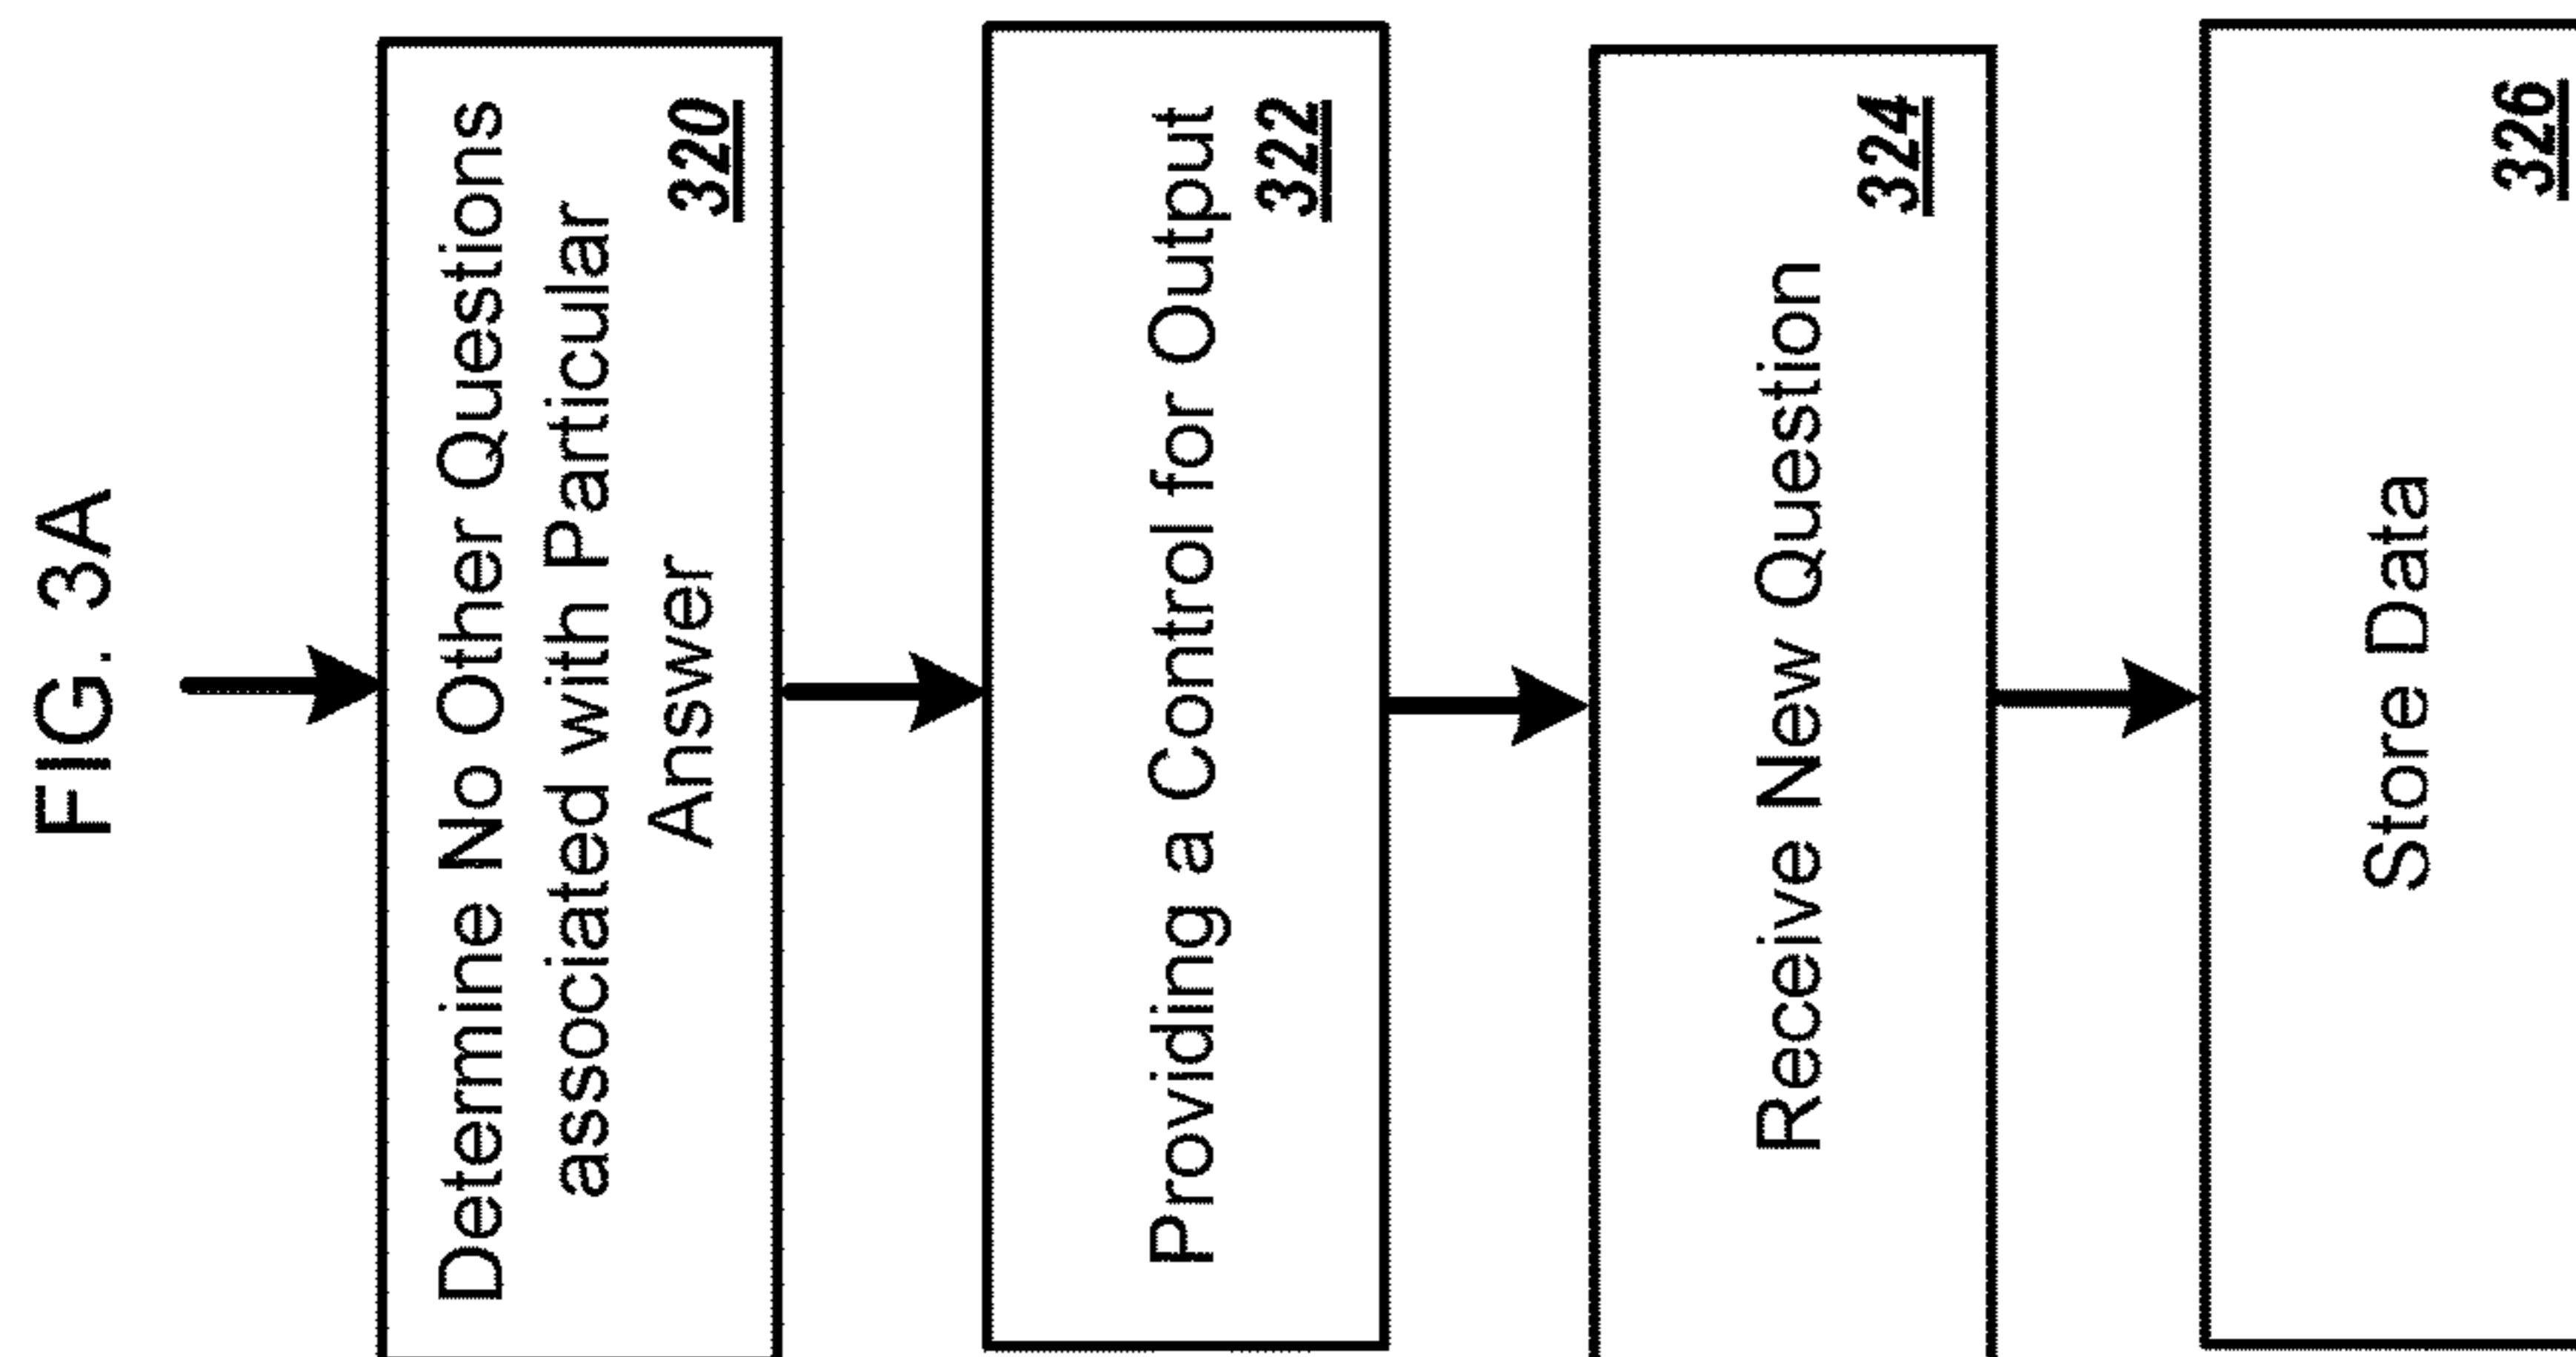 FIG. 3A
Determine No Other Questions
associated with Particular
Answer
320
Providing a Control for Output
322
Receive New Question
324
Store Data
326